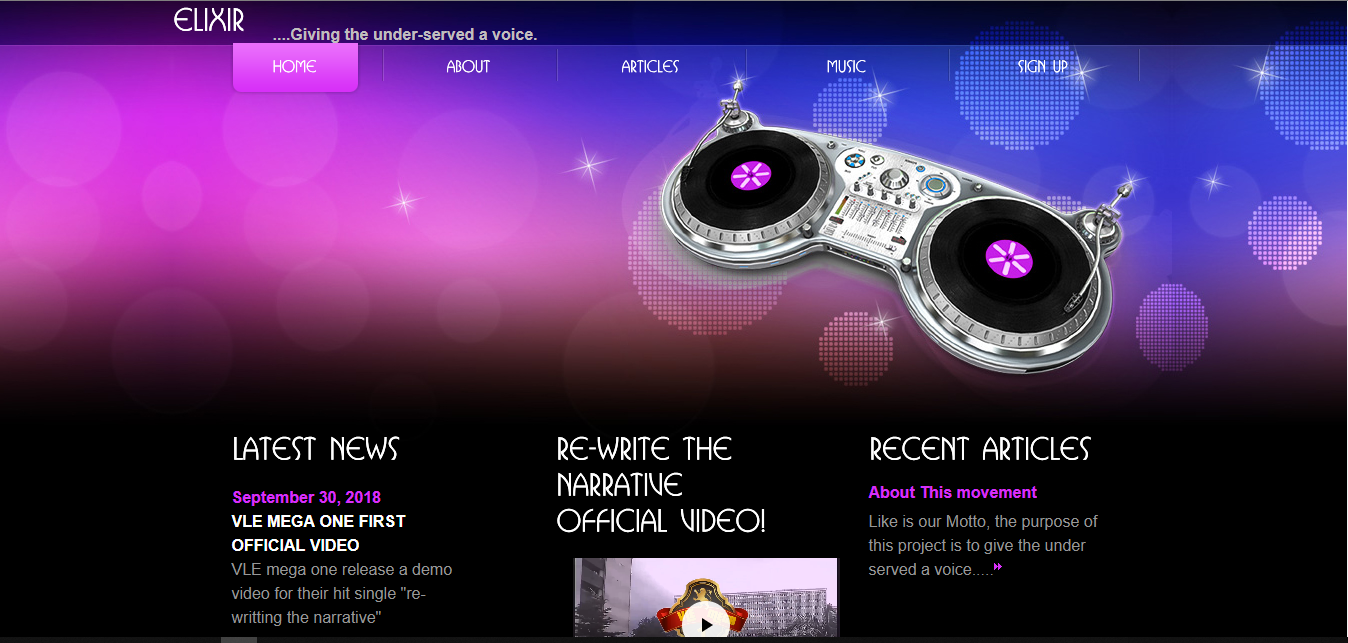 ELIXIR
....Giving the under-served a voice.
HOME ABOUT ARTICLES MUSIC SIGN UP
LATEST NEWS
September 30, 2018
VLE MEGA ONE FIRST
OFFICIAL VIDEO
VLE mega one release a demo
video for their hit single "re-
writting the narrative"
RE-WRITE THE
NARRATIVE
OFFICIAL VIDEO!
RECENT ARTICLES
About This movement
Like is our Motto, the purpose of
this project is to give the under
served a voice.....